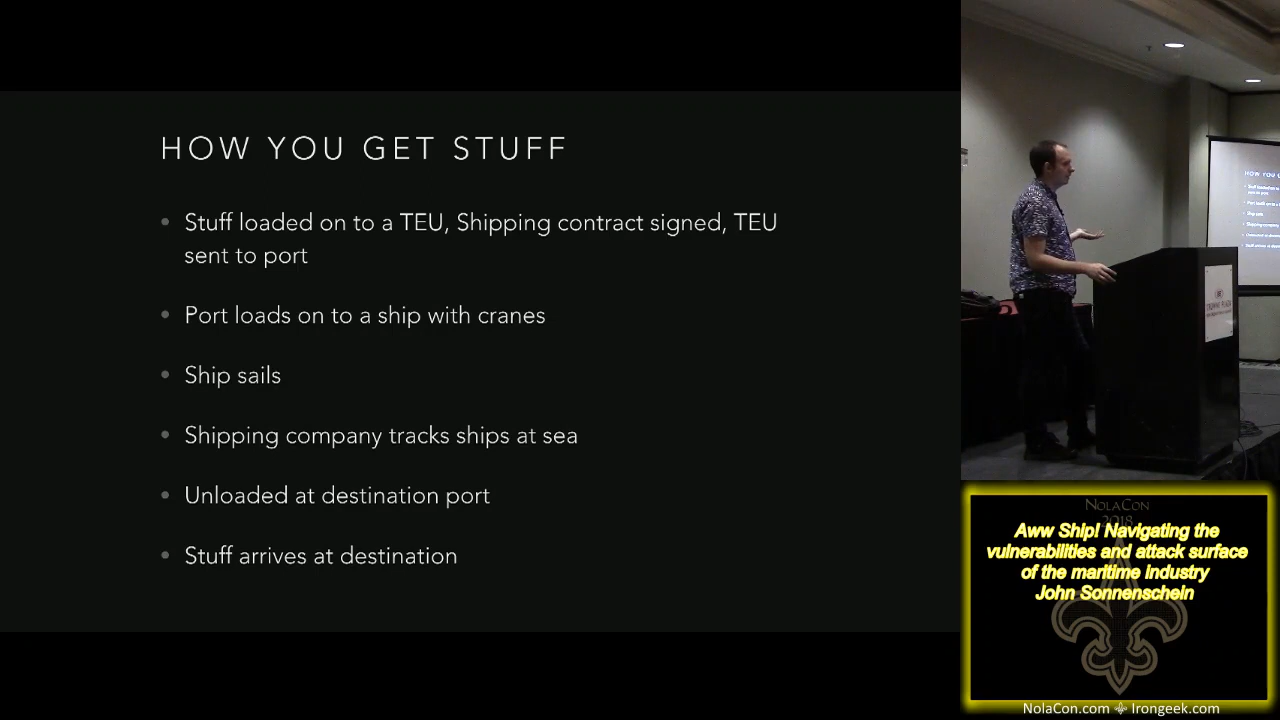 HOW YOU GET STUFF
• Stuff loaded on to a TEU, Shipping contract signed, TEU
sent to port
• Port loads on to a ship with cranes
• Ship sails
• Shipping company tracks ships at sea
• Unloaded at destination port
• Stuff arrives at destination
HOW YOU G
NOLACON
2018
Aww Ship! Navigating the
vulnerabilities and attack surface
of the maritime industry
John Sonnenschein
NolaCon.com ⚜ Irongeek.com